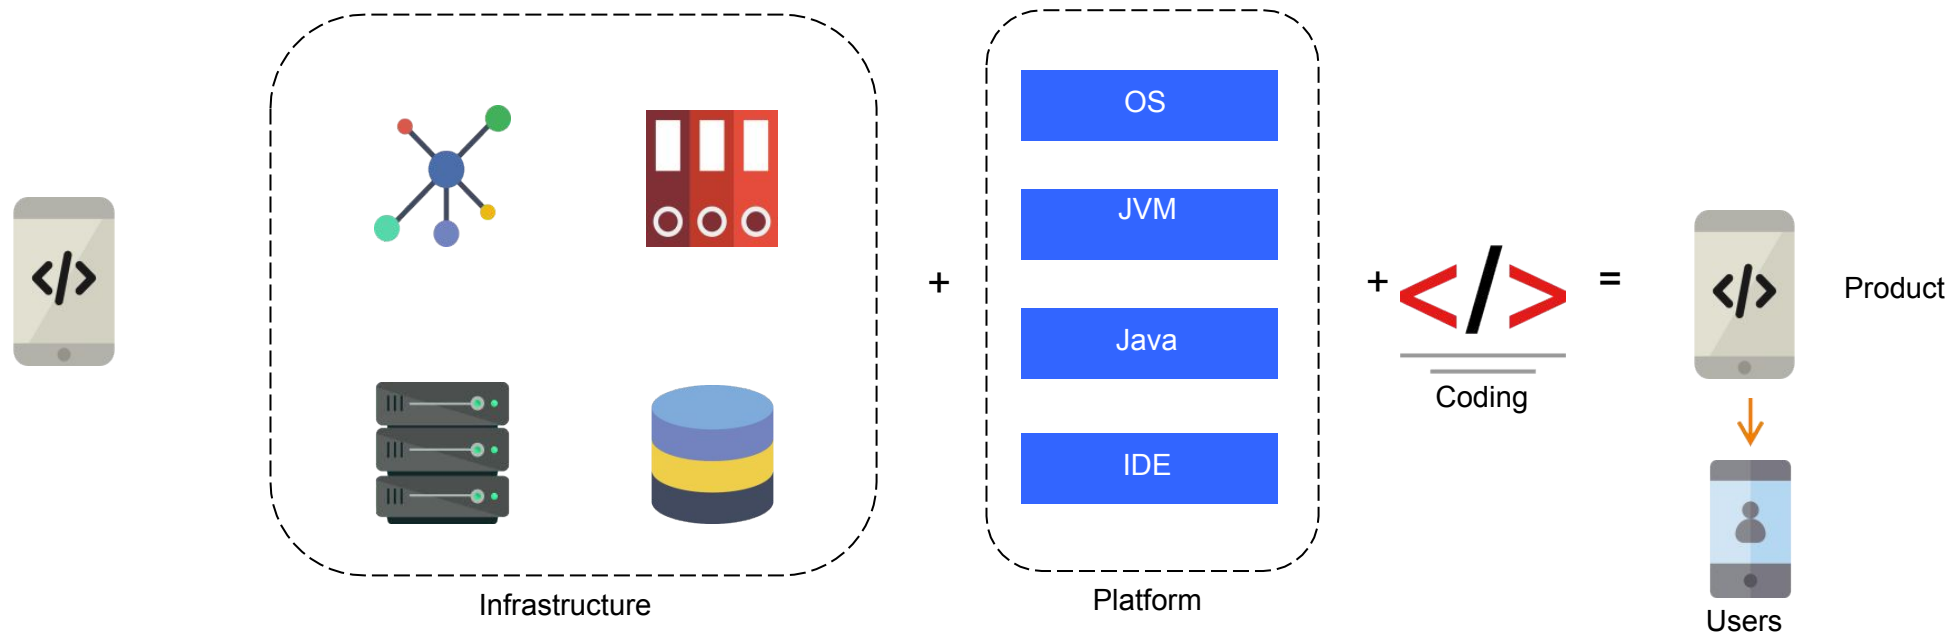 OS
JVM
Java
IDE
+
+
</>
=
</>
</>
Coding
Product
Infrastructure
Platform
Users